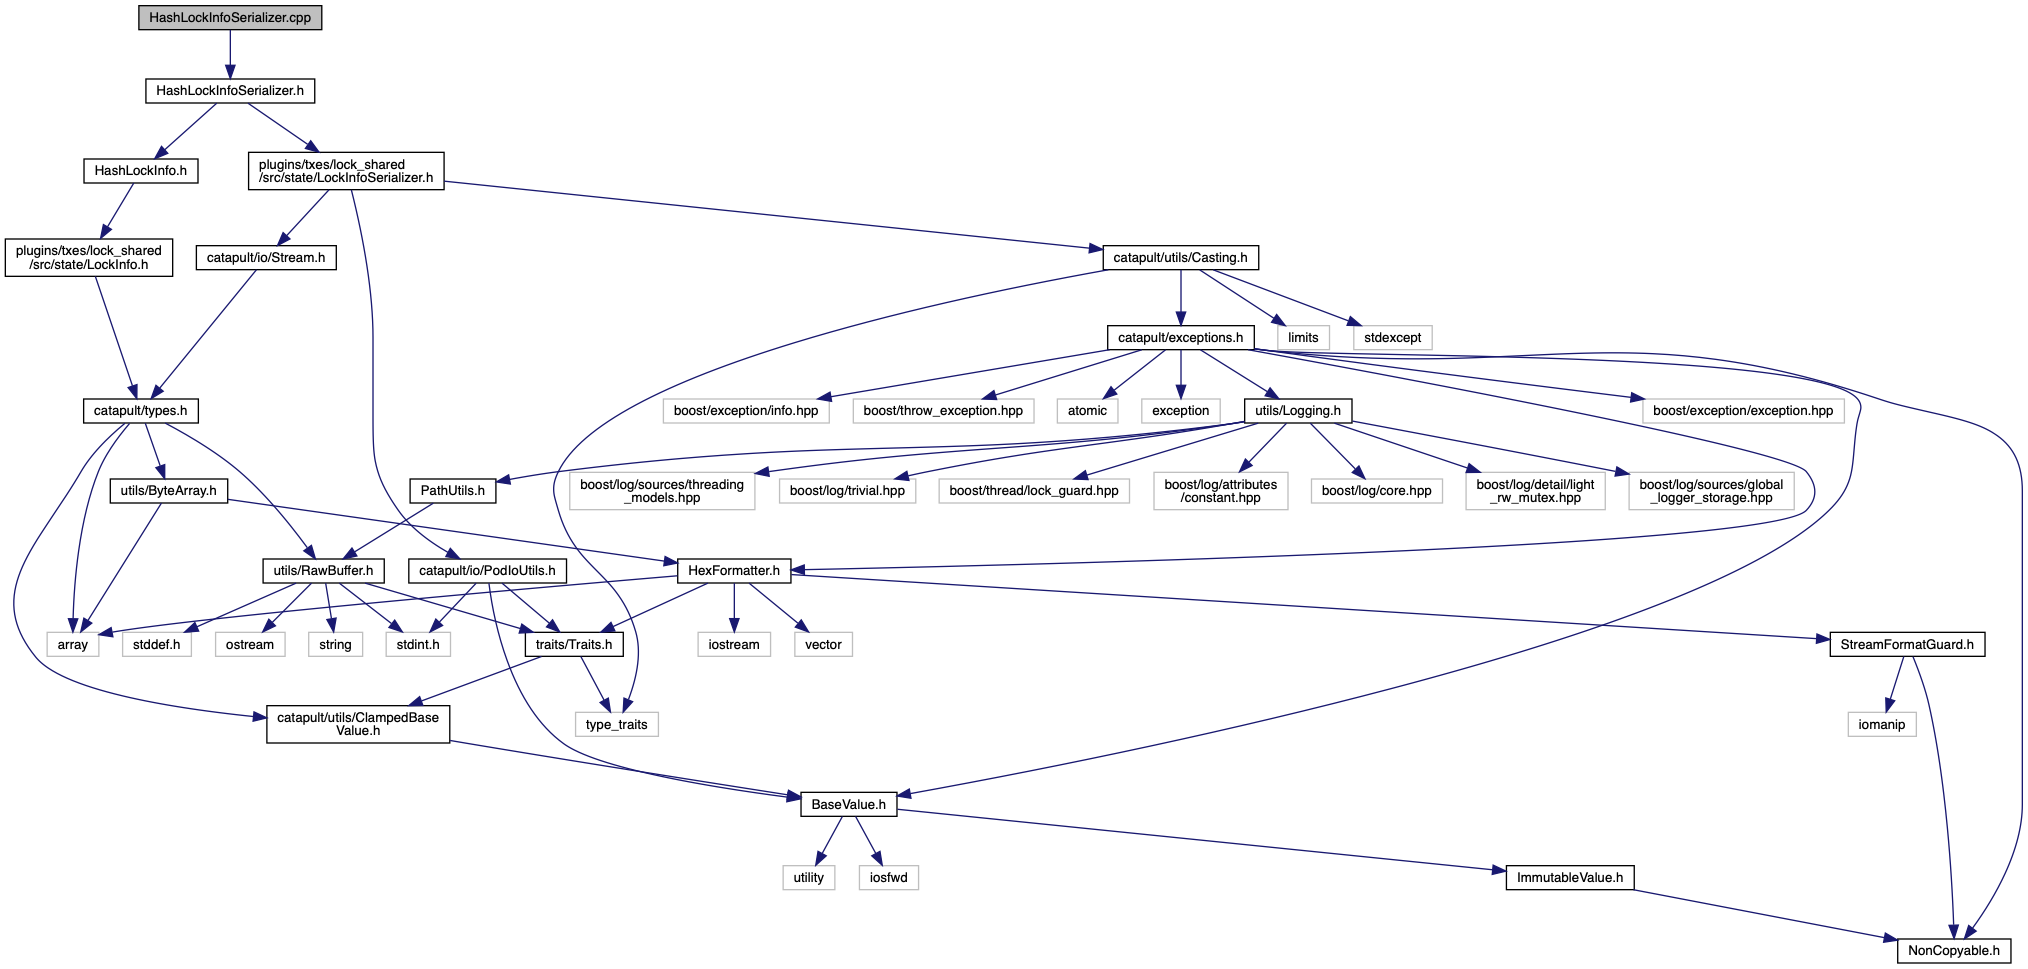 HashLockInfoSerializer.cpp
HashLockInfoSerializer.h
HashLockInfo.h
plugins/txes/lock_shared
/src/state/LockInfoSerializer.h
plugins/txes/lock_shared
/src/state/LockInfo.h
catapult/io/Stream.h
catapult/utils/Casting.h
catapult/exceptions.h
limits
stdexcept
catapult/types.h
boost/exception/info.hpp
boost/throw_exception.hpp
atomic
exception
utils/Logging.h
boost/exception/exception.hpp
utils/ByteArray.h
PathUtils.h
boost/log/sources/threading
_models.hpp
boost/log/trivial.hpp
boost/thread/lock_guard.hpp
boost/log/attributes
/constant.hpp
boost/log/core.hpp
boost/log/detail/light
_rw_mutex.hpp
boost/log/sources/global
_logger_storage.hpp
utils/RawBuffer.h
catapult/io/PodIoUtils.h
HexFormatter.h
array
stddef.h
ostream
string
stdint.h
traits/Traits.h
iostream
vector
StreamFormatGuard.h
catapult/utils/ClampedBase
Value.h
type_traits
iomanip
BaseValue.h
utility
iosfwd
ImmutableValue.h
NonCopyable.h